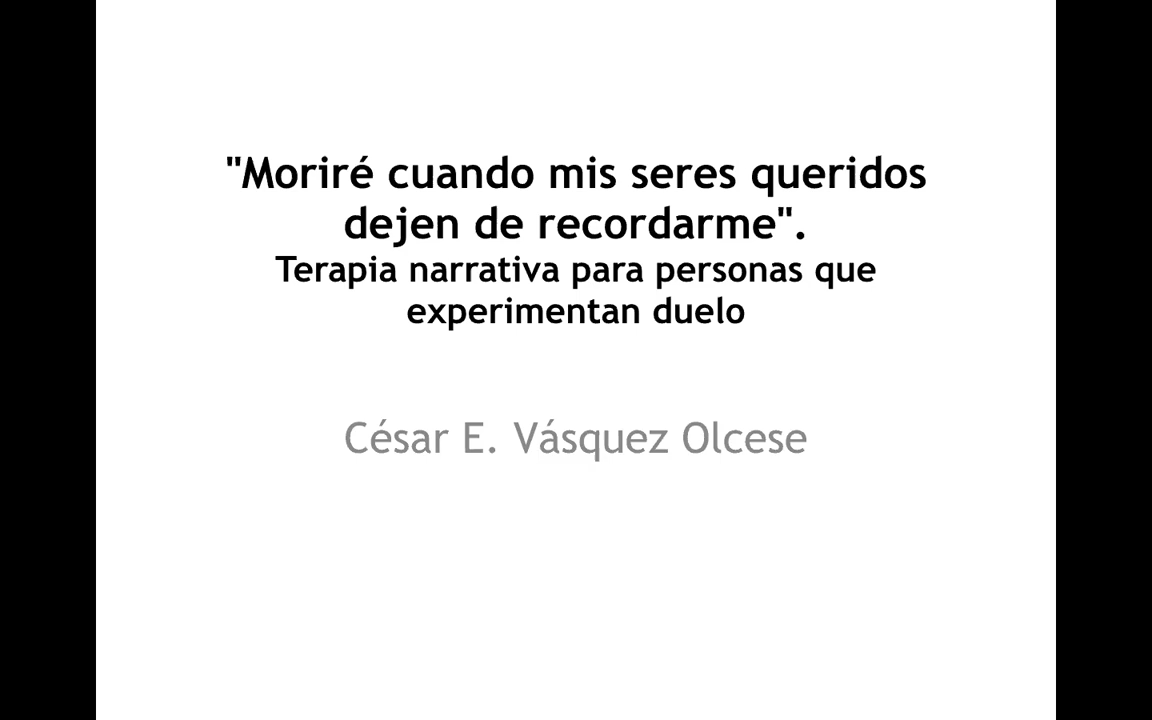 "Moriré cuando mis seres queridos
dejen de recordarme".
Terapia narrativa para personas que
experimentan duelo
César E. Vásquez Olcese